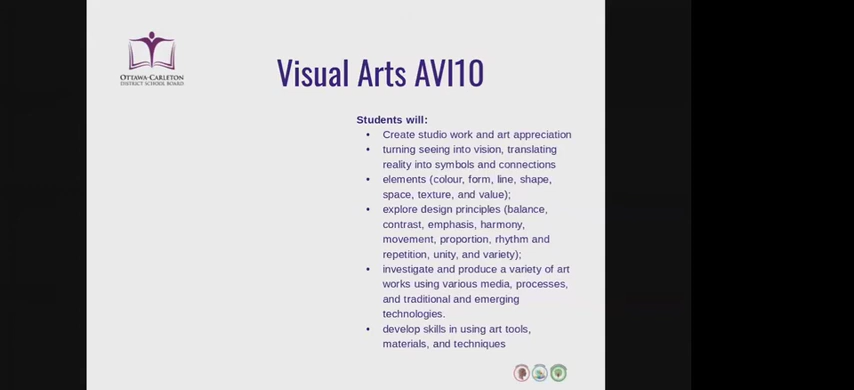 OTTAWA-CARLETON
DISTRICT SCHOOL BOARD
Visual Arts AVI10
Students will:
• Create studio work and art appreciation
• turning seeing into vision, translating
reality into symbols and connections
• elements (colour, form, line, shape,
space, texture, and value);
• explore design principles (balance,
contrast, emphasis, harmony,
movement, proportion, rhythm and
repetition, unity, and variety);
• investigate and produce a variety of art
works using various media, processes,
and traditional and emerging
technologies.
• develop skills in using art tools,
materials, and techniques